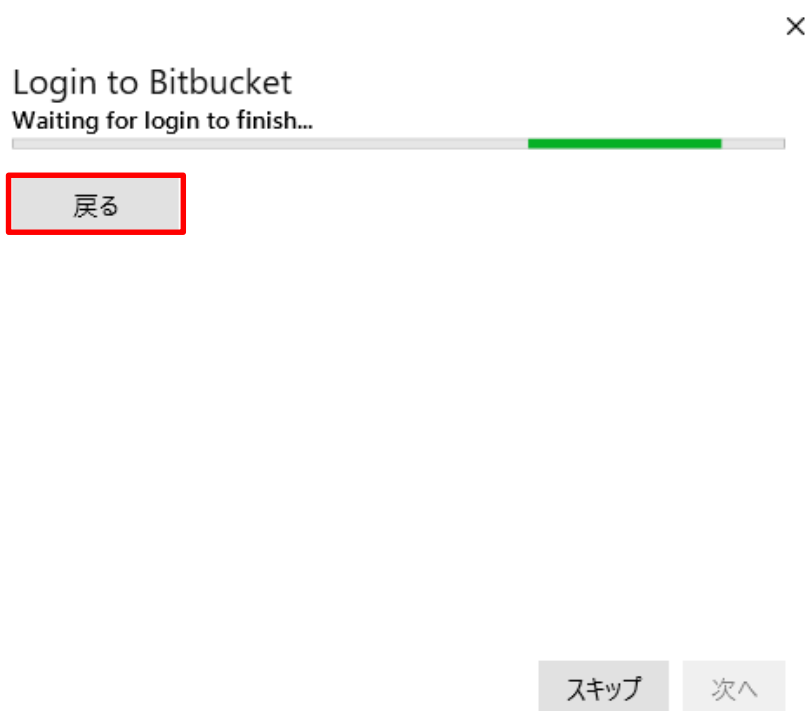 Login to Bitbucket
Waiting for login to finish...
戻る
スキップ
次へ